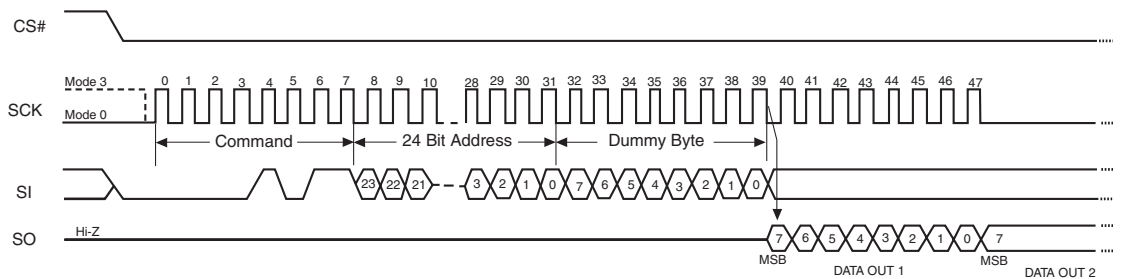 CS#
Mode 3
0 1 2 3 4 5 6 7 8 9 10 28 29 30 31 32 33 34 35 36 37 38 39 40 41 42 43 44 45 46 47
SCK
Mode 0
Command 24 Bit Address Dummy Byte
SI
23 22 21 3 2 1 0 7 6 5 4 3 2 1 0
Hi-Z
SO
7 6 5 4 3 2 1 0 7
MSB MSB
DATA OUT 1 DATA OUT 2